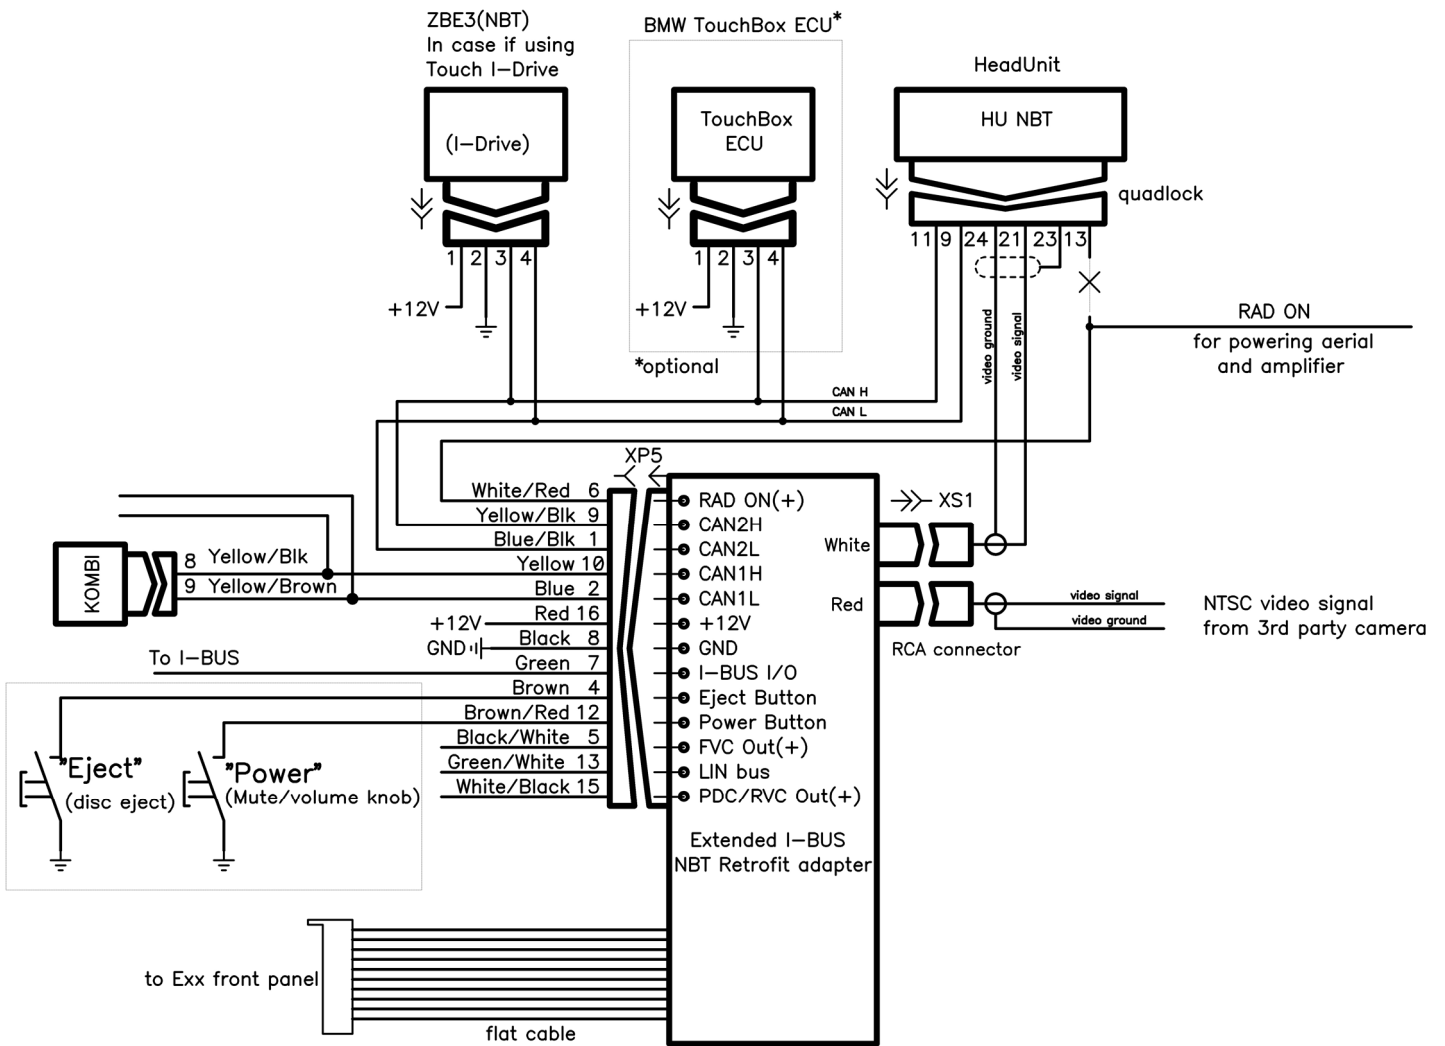 ZBE3(NBT)
In case if using
Touch I-Drive
(I-Drive)
1 2 3 4
+12V
BMW TouchBox ECU*
TouchBox
ECU
1 2 3 4
+12V
*optional
HeadUnit
HU NBT
quadlock
11 9 24 21 23 13
video ground
video signal
RAD ON
for powering aerial
and amplifier
CAN H
CAN L
XP5
White/Red 6 RAD ON(+)
Yellow/Blk 9 CAN2H
Blue/Blk 1 CAN2L
Yellow 10 CAN1H
Blue 2 CAN1L
+12V Red 16 +12V
GND Black 8 GND
To I-BUS Green 7 I-BUS I/O
Brown 4 Eject Button
Brown/Red 12 Power Button
Black/White 5 FVC Out(+)
Green/White 13 LIN bus
White/Black 15 PDC/RVC Out(+)
KOMBI
8 Yellow/Blk
9 Yellow/Brown
"Eject"
(disc eject)
"Power"
(Mute/volume knob)
Extended I-BUS
NBT Retrofit adapter
XS1
White
Red
RCA connector
video signal
video ground
NTSC video signal
from 3rd party camera
to Exx front panel
flat cable